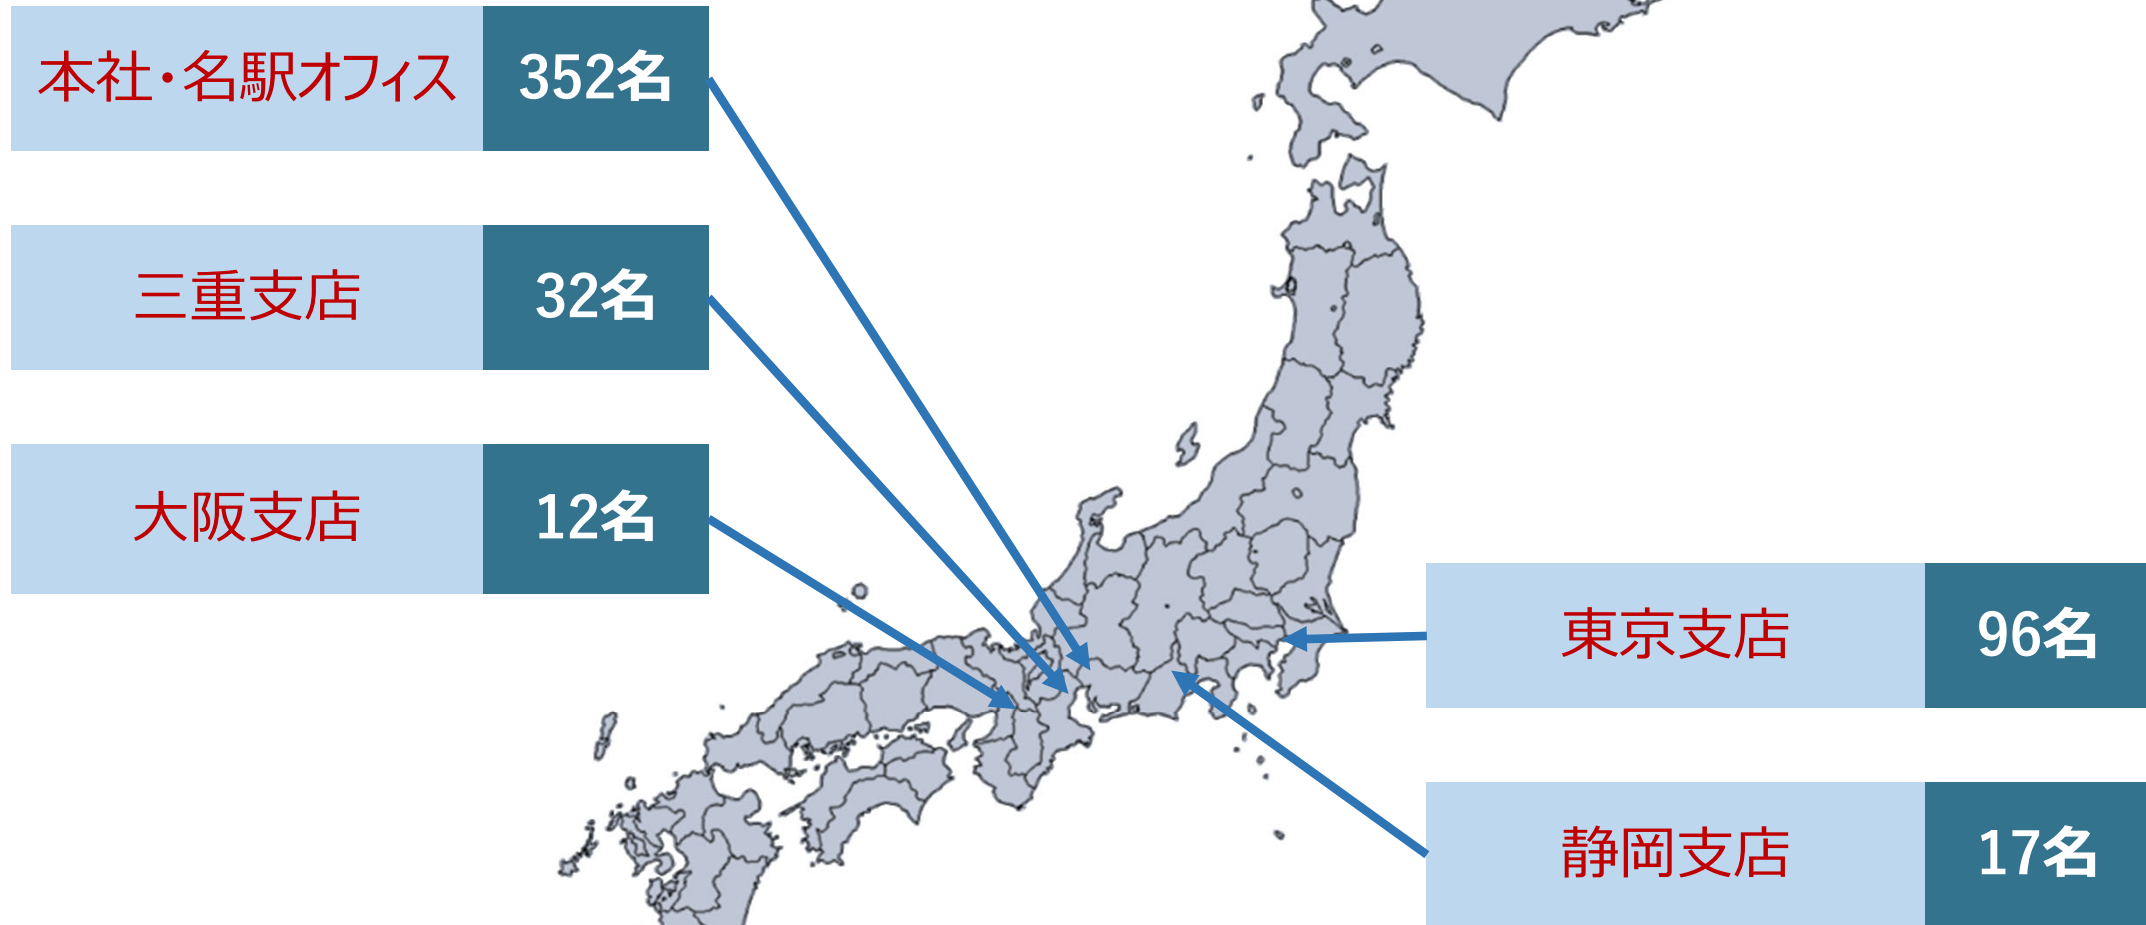 本社・名駅オフィス 352名
三重支店 32名
大阪支店 12名
東京支店 96名
静岡支店 17名